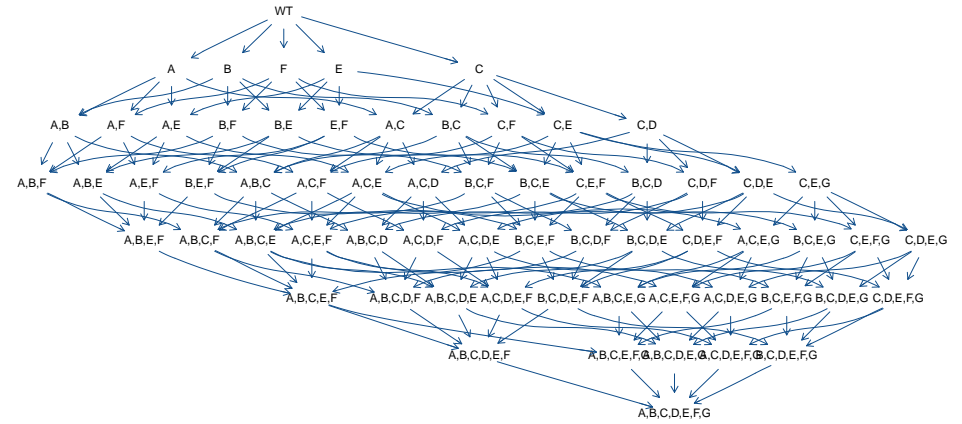 WT
A B F E C
A,B A,F A,E B,F B,E E,F A,C B,C C,F C,E C,D
A,B,F A,B,E A,E,F B,E,F A,B,C A,C,F A,C,E A,C,D B,C,F B,C,E C,E,F B,C,D C,D,F C,D,E C,E,G
A,B,E,F A,B,C,F A,B,C,E A,C,E,F A,B,C,D A,C,D,F A,C,D,E B,C,E,F B,C,D,F B,C,D,E C,D,E,F A,C,E,G B,C,E,G C,E,F,G C,D,E,G
A,B,C,E,F A,B,C,D,F A,B,C,D,E A,C,D,E,F B,C,D,E,F A,B,C,E,G A,C,E,F,G A,C,D,E,G B,C,E,F,G B,C,D,E,G C,D,E,F,G
A,B,C,D,E,F A,B,C,E,F,G A,B,C,D,E,G A,C,D,E,F,G B,C,D,E,F,G
A,B,C,D,E,F,G